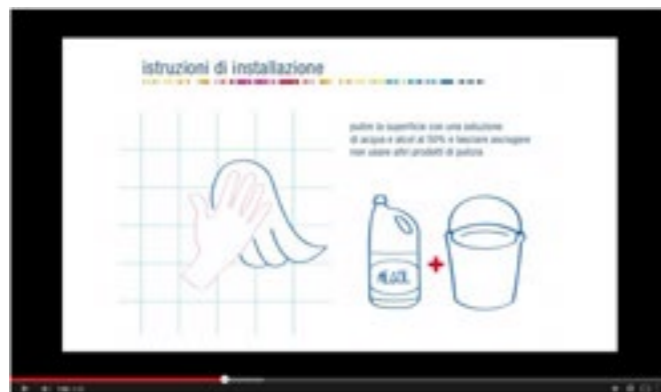 istruzioni di installazione
pulire la superficie con una soluzione
di acqua e alcol al 50% e lasciare asciugare
non usare altri prodotti di pulizia
ALCOL